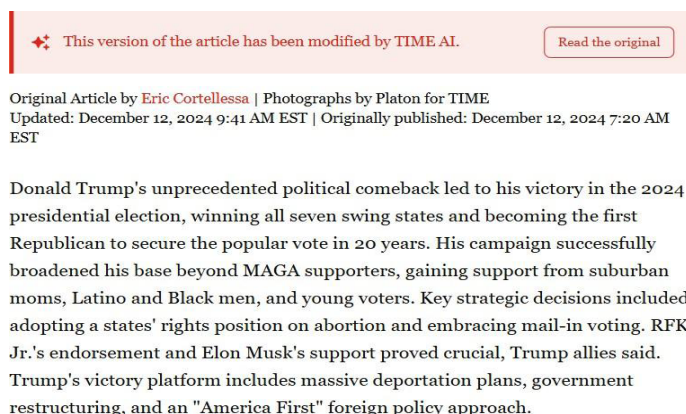 This version of the article has been modified by TIME AI.
Read the original
Original Article by Eric Cortellessa | Photographs by Platon for TIME
Updated: December 12, 2024 9:41 AM EST | Originally published: December 12, 2024 7:20 AM
EST
Donald Trump's unprecedented political comeback led to his victory in the 2024
presidential election, winning all seven swing states and becoming the first
Republican to secure the popular vote in 20 years. His campaign successfully
broadened his base beyond MAGA supporters, gaining support from suburban
moms, Latino and Black men, and young voters. Key strategic decisions included
adopting a states' rights position on abortion and embracing mail-in voting. RFK
Jr.'s endorsement and Elon Musk's support proved crucial, Trump allies said.
Trump's victory platform includes massive deportation plans, government
restructuring, and an "America First" foreign policy approach.